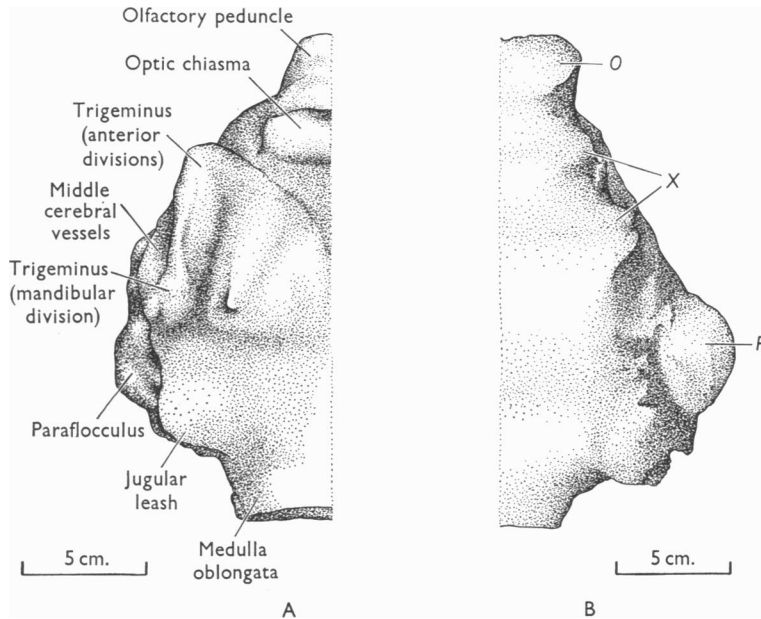 Olfactory peduncle
Optic chiasma
Trigeminus
(anterior
divisions)
Middle
cerebral
vessels
Trigeminus
(mandibular
division)
Paraflocculus
Jugular
leash
Medulla
oblongata
5 cm.
A
O
X
5 cm.
B